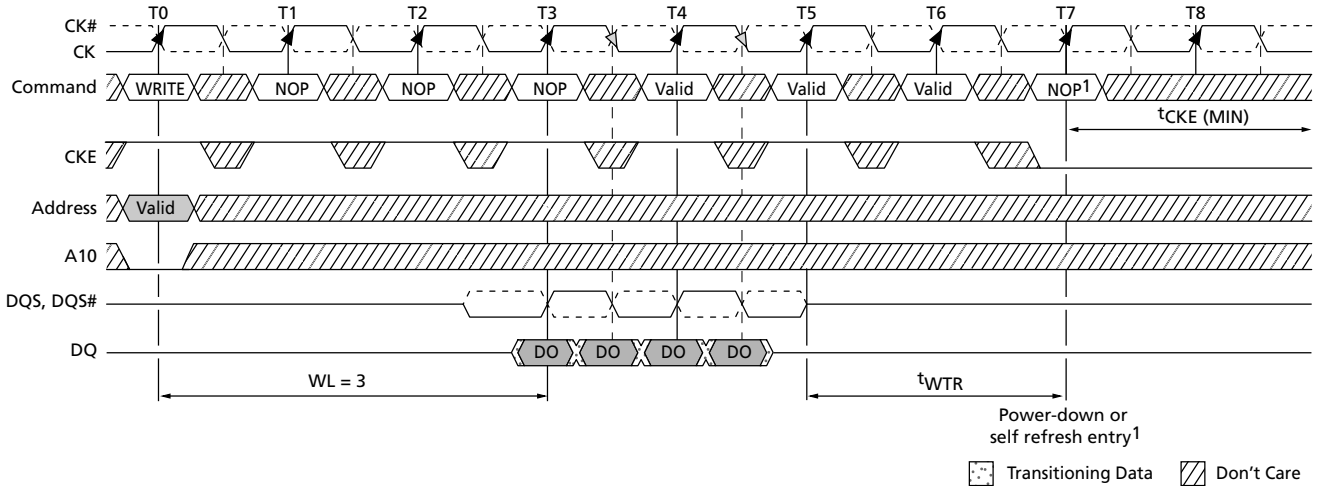 T0 T1 T2 T3 T4 T5 T6 T7 T8
CK#
CK
Command WRITE NOP NOP NOP Valid Valid Valid NOP1
tCKE (MIN)
CKE
Address Valid
A10
DQS, DQS#
DQ DO DO DO DO
WL = 3 tWTR
Power-down or
self refresh entry1
Transitioning Data Don't Care